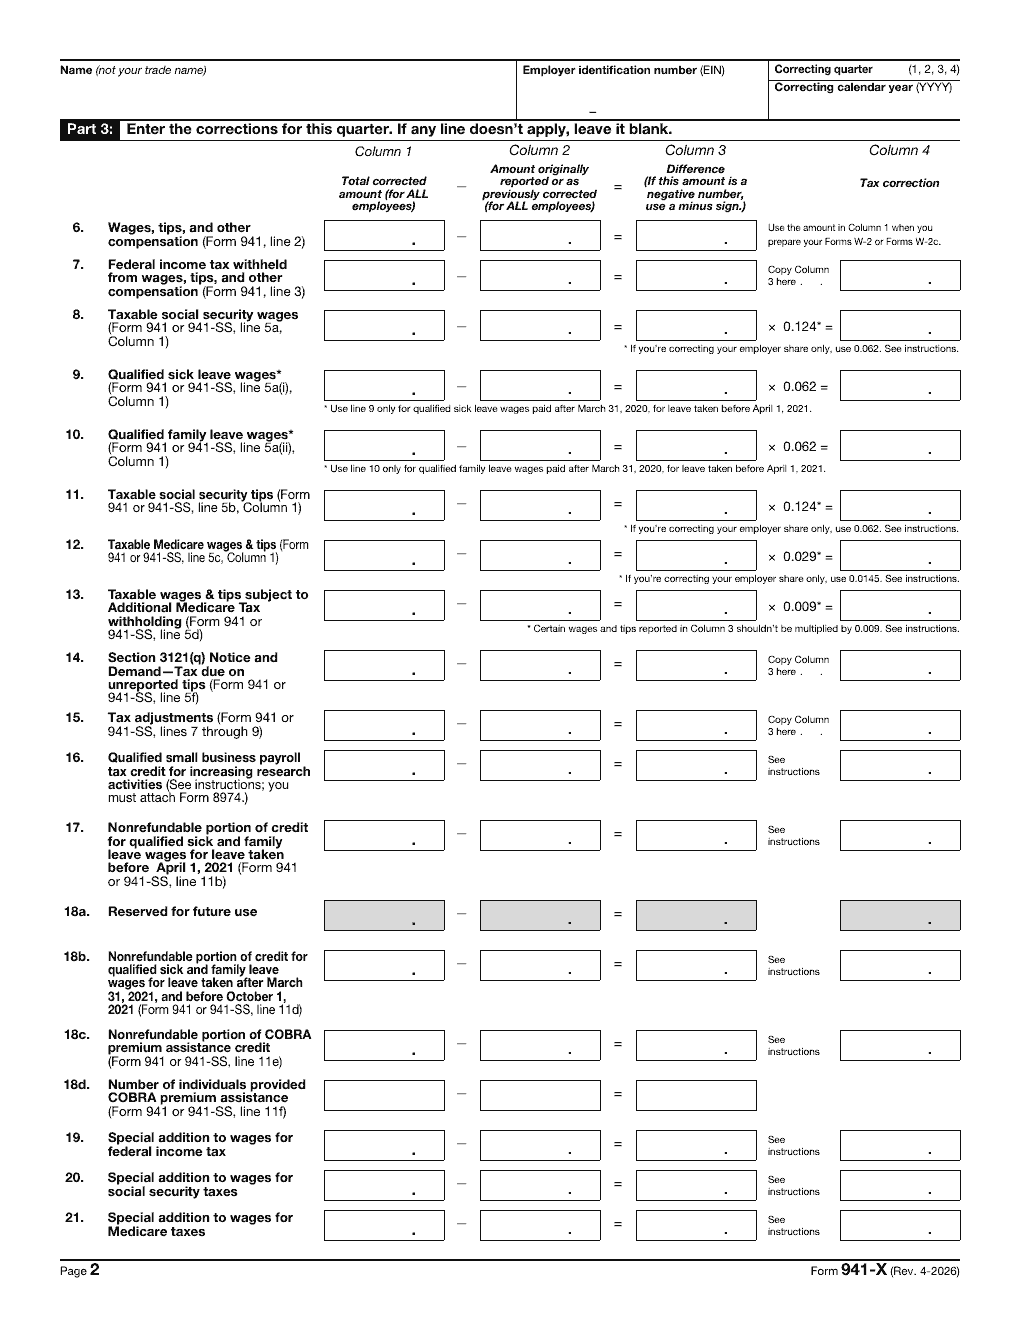 Name (not your trade name) Employer identification number (EIN) Correcting quarter (1, 2, 3, 4)
–
Correcting calendar year (YYYY)
Part 3: Enter the corrections for this quarter. If any line doesn't apply, leave it blank.
Column 1 Column 2 Column 3 Column 4
Total corrected amount (for ALL employees) — Amount originally reported or as previously corrected (for ALL employees) = Difference (If this amount is a negative number, use a minus sign.) Tax correction
6. Wages, tips, and other
compensation (Form 941, line 2) . — . = . Use the amount in Column 1 when you
prepare your Forms W-2 or Forms W-2c.
7. Federal income tax withheld
from wages, tips, and other
compensation (Form 941, line 3) . — . = . Copy Column
3 here . . .
8. Taxable social security wages
(Form 941 or 941-SS, line 5a,
Column 1) . — . = . × 0.124* = .
* If you're correcting your employer share only, use 0.062. See instructions.
9. Qualified sick leave wages*
(Form 941 or 941-SS, line 5a(i),
Column 1) . — . = . × 0.062 = .
* Use line 9 only for qualified sick leave wages paid after March 31, 2020, for leave taken before April 1, 2021.
10. Qualified family leave wages*
(Form 941 or 941-SS, line 5a(ii),
Column 1) . — . = . × 0.062 = .
* Use line 10 only for qualified family leave wages paid after March 31, 2020, for leave taken before April 1, 2021.
11. Taxable social security tips (Form
941 or 941-SS, line 5b, Column 1) . — . = . × 0.124* = .
* If you're correcting your employer share only, use 0.062. See instructions.
12. Taxable Medicare wages & tips (Form
941 or 941-SS, line 5c, Column 1) . — . = . × 0.029* = .
* If you're correcting your employer share only, use 0.0145. See instructions.
13. Taxable wages & tips subject to
Additional Medicare Tax
withholding (Form 941 or
941-SS, line 5d) . — . = . × 0.009* = .
* Certain wages and tips reported in Column 3 shouldn't be multiplied by 0.009. See instructions.
14. Section 3121(q) Notice and
Demand—Tax due on
unreported tips (Form 941 or
941-SS, line 5f) . — . = . Copy Column
3 here . . .
15. Tax adjustments (Form 941 or
941-SS, lines 7 through 9) . — . = . Copy Column
3 here . . .
16. Qualified small business payroll
tax credit for increasing research
activities (See instructions; you
must attach Form 8974.) . — . = . See
instructions .
17. Nonrefundable portion of credit
for qualified sick and family
leave wages for leave taken
before April 1, 2021 (Form 941
or 941-SS, line 11b) . — . = . See
instructions .
18a. Reserved for future use . — . = . .
18b. Nonrefundable portion of credit for
qualified sick and family leave
wages for leave taken after March
31, 2021, and before October 1,
2021 (Form 941 or 941-SS, line 11d) . — . = . See
instructions .
18c. Nonrefundable portion of COBRA
premium assistance credit
(Form 941 or 941-SS, line 11e) . — . = . See
instructions .
18d. Number of individuals provided
COBRA premium assistance
(Form 941 or 941-SS, line 11f) — =
19. Special addition to wages for
federal income tax . — . = . See
instructions .
20. Special addition to wages for
social security taxes . — . = . See
instructions .
21. Special addition to wages for
Medicare taxes . — . = . See
instructions .
Page 2 Form 941-X (Rev. 4-2026)